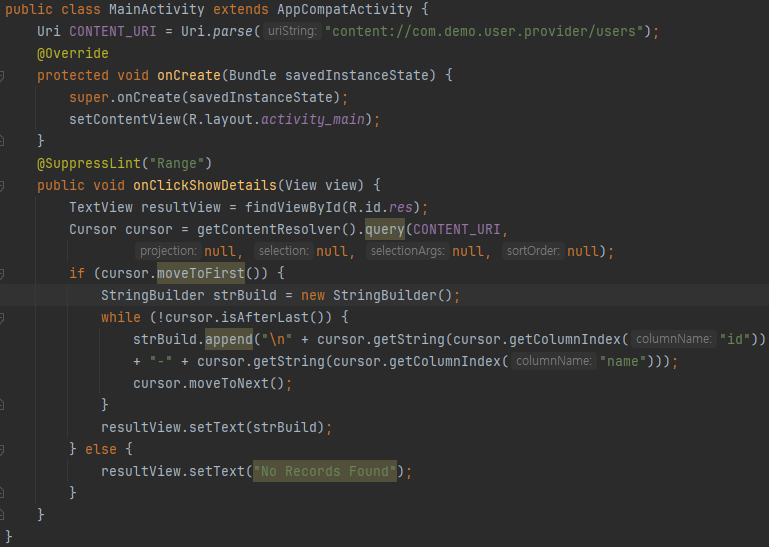 public class MainActivity extends AppCompatActivity {
    Uri CONTENT_URI = Uri.parse( uriString: "content://com.demo.user.provider/users");
    @Override
    protected void onCreate(Bundle savedInstanceState) {
        super.onCreate(savedInstanceState);
        setContentView(R.layout.activity_main);
    }
    @SuppressLint("Range")
    public void onClickShowDetails(View view) {
        TextView resultView = findViewById(R.id.res);
        Cursor cursor = getContentResolver().query(CONTENT_URI,
                projection: null, selection: null, selectionArgs: null, sortOrder: null);
        if (cursor.moveToFirst()) {
            StringBuilder strBuild = new StringBuilder();
            while (!cursor.isAfterLast()) {
                strBuild.append("\n" + cursor.getString(cursor.getColumnIndex( columnName: "id"))
                + "-" + cursor.getString(cursor.getColumnIndex( columnName: "name")));
                cursor.moveToNext();
            }
            resultView.setText(strBuild);
        } else {
            resultView.setText("No Records Found");
        }
    }
}